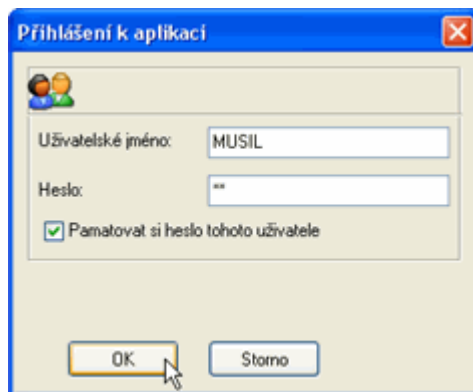 Přihlášení k aplikaci
Uživatelské jméno: MUSIL
Heslo: **
Pamatovat si heslo tohoto uživatele
OK Storno